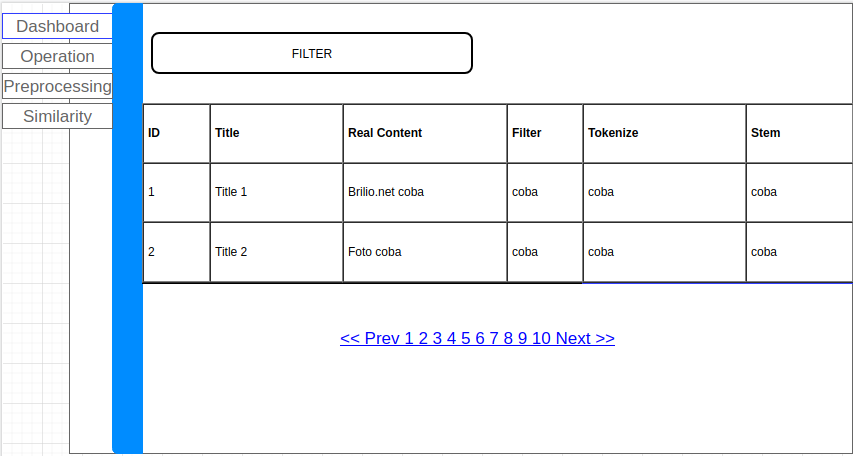 Dashboard
Operation
Preprocessing
Similarity
FILTER
ID Title Real Content Filter Tokenize Stem
1 Title 1 Brilio.net coba coba coba coba
2 Title 2 Foto coba coba coba coba
<< Prev 1 2 3 4 5 6 7 8 9 10 Next >>